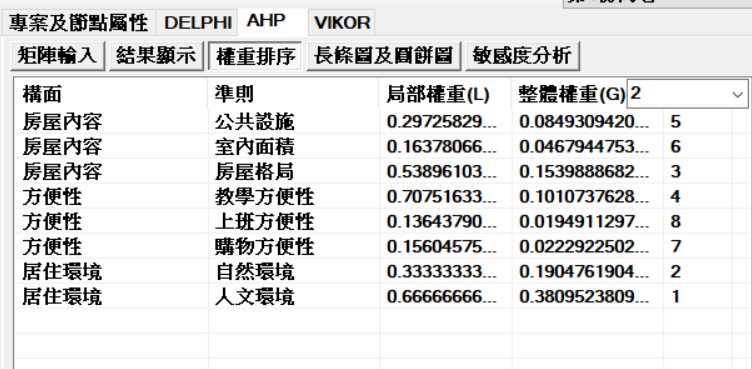 專案及節點屬性 DELPHI AHP VIKOR
矩陣輸入 結果顯示 權重排序 長條圖及圓餅圖 敏感度分析
構面 準則 局部權重(L) 整體權重(G) 2
房屋內容 公共設施 0.29725829... 0.0849309420... 5
房屋內容 室內面積 0.16378066... 0.0467944753... 6
房屋內容 房屋格局 0.53896103... 0.1539888682... 3
方便性 教學方便性 0.70751633... 0.1010737628... 4
方便性 上班方便性 0.13643790... 0.0194911297... 8
方便性 購物方便性 0.15604575... 0.0222922502... 7
居住環境 自然環境 0.33333333... 0.1904761904... 2
居住環境 人文環境 0.66666666... 0.3809523809... 1